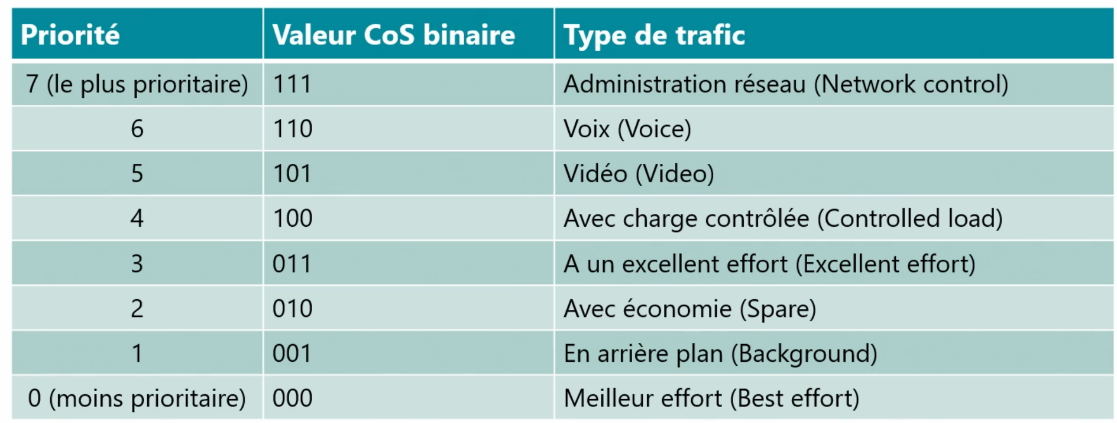 Priorité Valeur CoS binaire Type de trafic
7 (le plus prioritaire) 111 Administration réseau (Network control)
6 110 Voix (Voice)
5 101 Vidéo (Video)
4 100 Avec charge contrôlée (Controlled load)
3 011 A un excellent effort (Excellent effort)
2 010 Avec économie (Spare)
1 001 En arrière plan (Background)
0 (moins prioritaire) 000 Meilleur effort (Best effort)